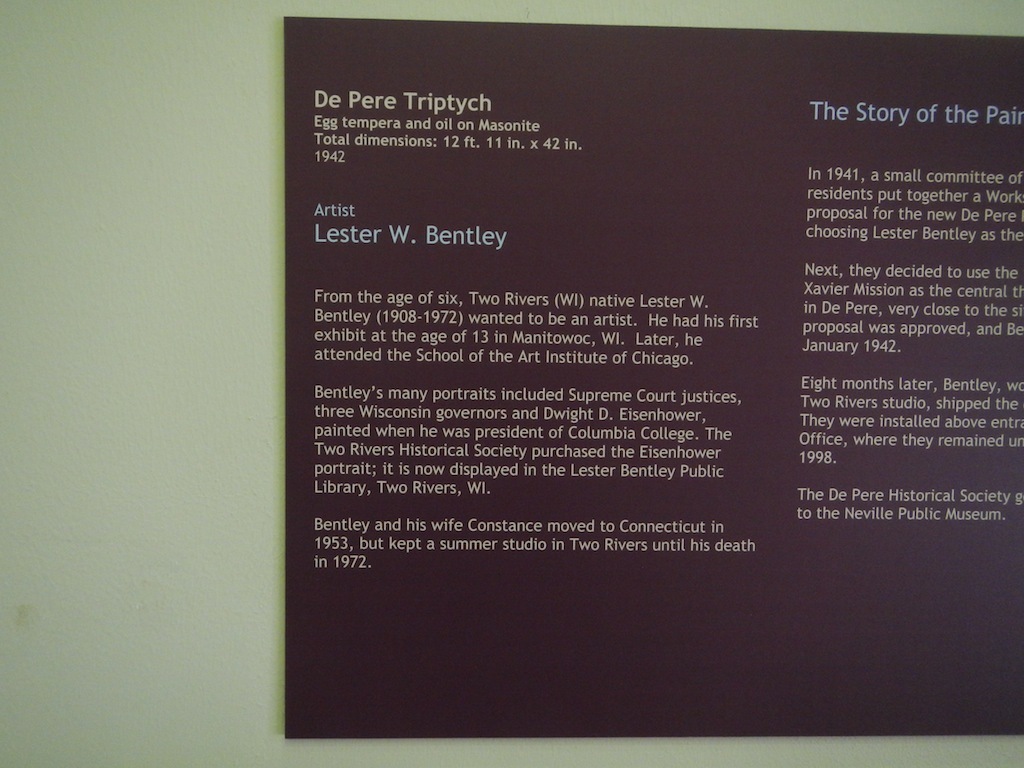 De Pere Triptych
Egg tempera and oil on Masonite
Total dimensions: 12 ft. 11 in. x 42 in.
1942
Artist
Lester W. Bentley
From the age of six, Two Rivers (WI) native Lester W.
Bentley (1908-1972) wanted to be an artist. He had his first
exhibit at the age of 13 in Manitowoc, WI. Later, he
attended the School of the Art Institute of Chicago.
Bentley's many portraits included Supreme Court justices,
three Wisconsin governors and Dwight D. Eisenhower,
painted when he was president of Columbia College. The
Two Rivers Historical Society purchased the Eisenhower
portrait; it is now displayed in the Lester Bentley Public
Library, Two Rivers, WI.
Bentley and his wife Constance moved to Connecticut in
1953, but kept a summer studio in Two Rivers until his death
in 1972.
The Story of the
In 1941, a small committee of
residents put together a
proposal for the new De Pere
choosing Lester Bentley as the
Next, they decided to use the
Xavier Mission as the central
in De Pere, very close to the
proposal was approved, and
January 1942.
Eight months later, Bentley,
Two Rivers studio, shipped the
They were installed above
Office, where they remained
1998.
The De Pere Historical Society
to the Neville Public Museum.